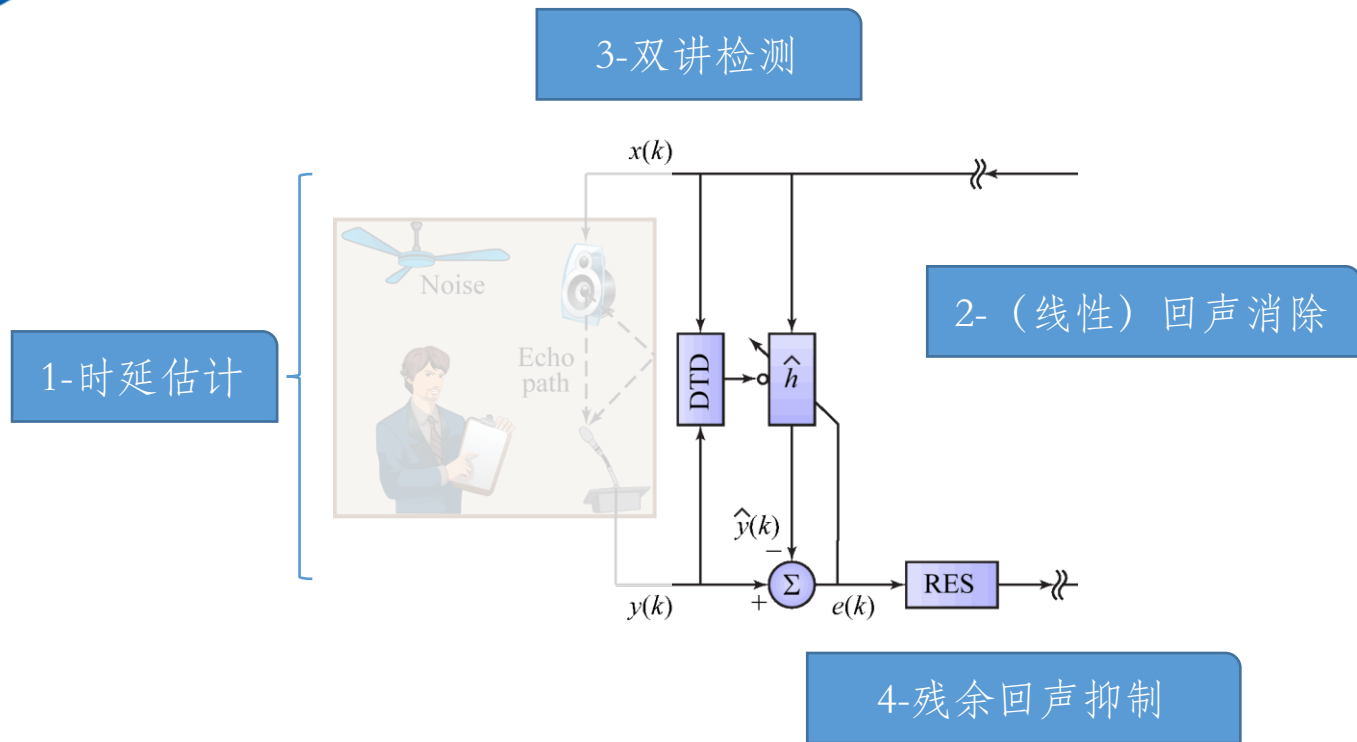 3-双讲检测
x(k)
Noise
2-（线性）回声消除
1-时延估计
Echo
path
DTD
ĥ
ŷ(k)
−
Σ
+
y(k)
e(k)
RES
4-残余回声抑制